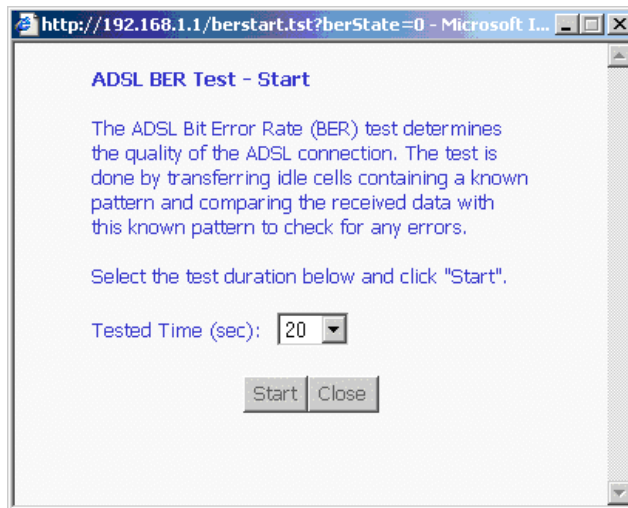 http://192.168.1.1/berstart.tst?berState=0 - Microsoft I...
ADSL BER Test - Start
The ADSL Bit Error Rate (BER) test determines
the quality of the ADSL connection. The test is
done by transferring idle cells containing a known
pattern and comparing the received data with
this known pattern to check for any errors.
Select the test duration below and click "Start".
Tested Time (sec): 20
Start Close